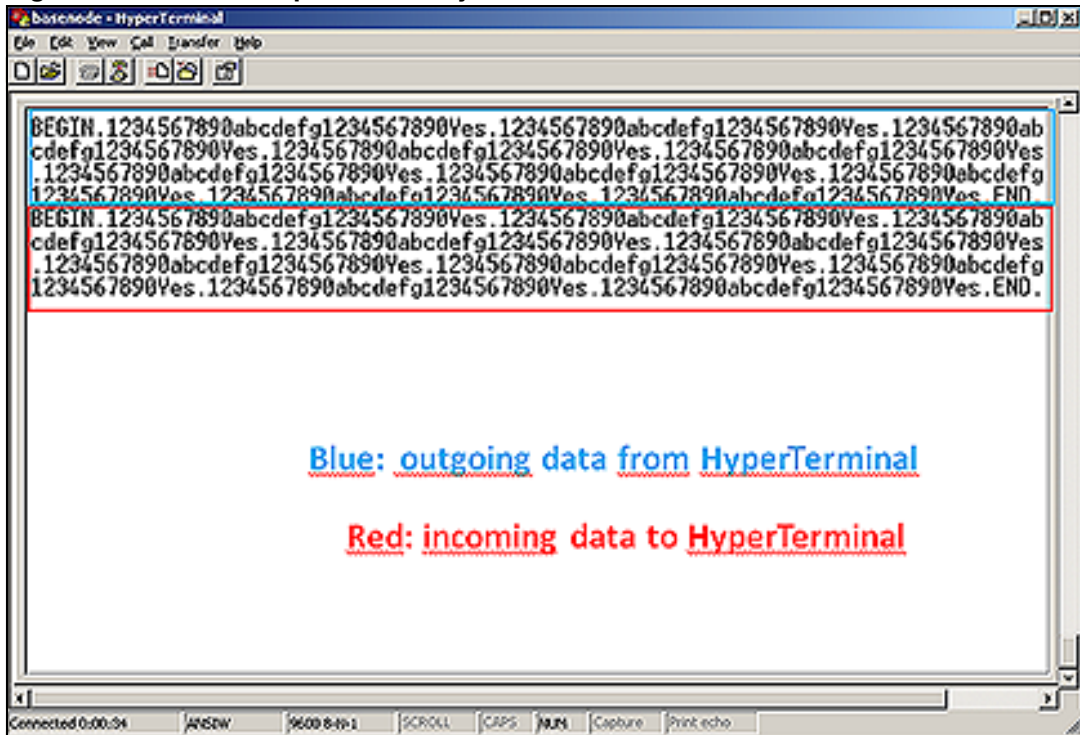 basenode - HyperTerminal
File Edit View Call Transfer Help
BEGIN.1234567890abcdefg1234567890Yes.1234567890abcdefg1234567890Yes.1234567890ab
cdefg1234567890Yes.1234567890abcdefg1234567890Yes.1234567890abcdefg1234567890Yes
.1234567890abcdefg1234567890Yes.1234567890abcdefg1234567890Yes.1234567890abcdefg
1234567890Yes.1234567890abcdefg1234567890Yes.1234567890abcdefg1234567890Yes.END.
BEGIN.1234567890abcdefg1234567890Yes.1234567890abcdefg1234567890Yes.1234567890ab
cdefg1234567890Yes.1234567890abcdefg1234567890Yes.1234567890abcdefg1234567890Yes
.1234567890abcdefg1234567890Yes.1234567890abcdefg1234567890Yes.1234567890abcdefg
1234567890Yes.1234567890abcdefg1234567890Yes.1234567890abcdefg1234567890Yes.END.
Blue: outgoing data from HyperTerminal
Red: incoming data to HyperTerminal
Connected 0:00:34 ANSIW 9600 8-N-1 SCROLL CAPS NUM Capture Print echo